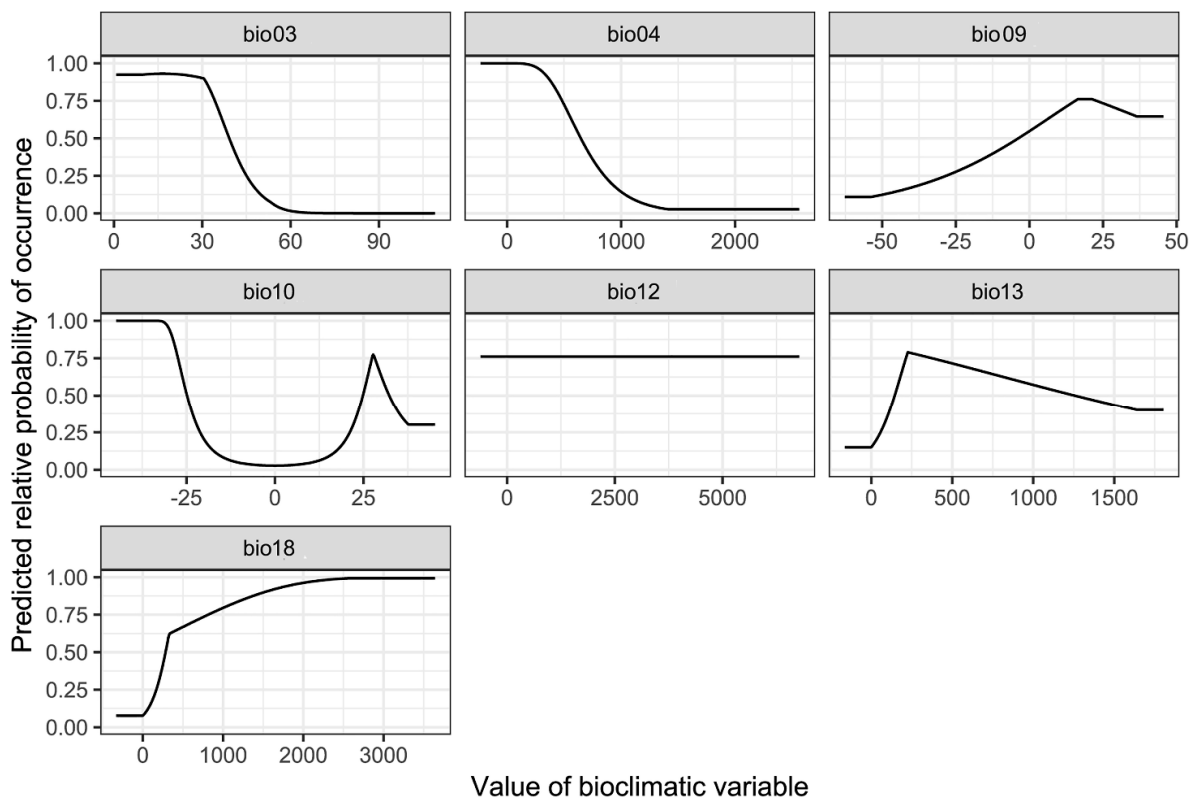 bio03 bio04 bio09
1.00
0.75
0.50
0.25
0.00
0 30 60 90 0 1000 2000 -50 -25 0 25 50
bio10 bio12 bio13
1.00
0.75
0.50
0.25
0.00
-25 0 25 0 2500 5000 0 500 1000 1500
bio18
1.00
0.75
0.50
0.25
0.00
0 1000 2000 3000
Predicted relative probability of occurrence
Value of bioclimatic variable